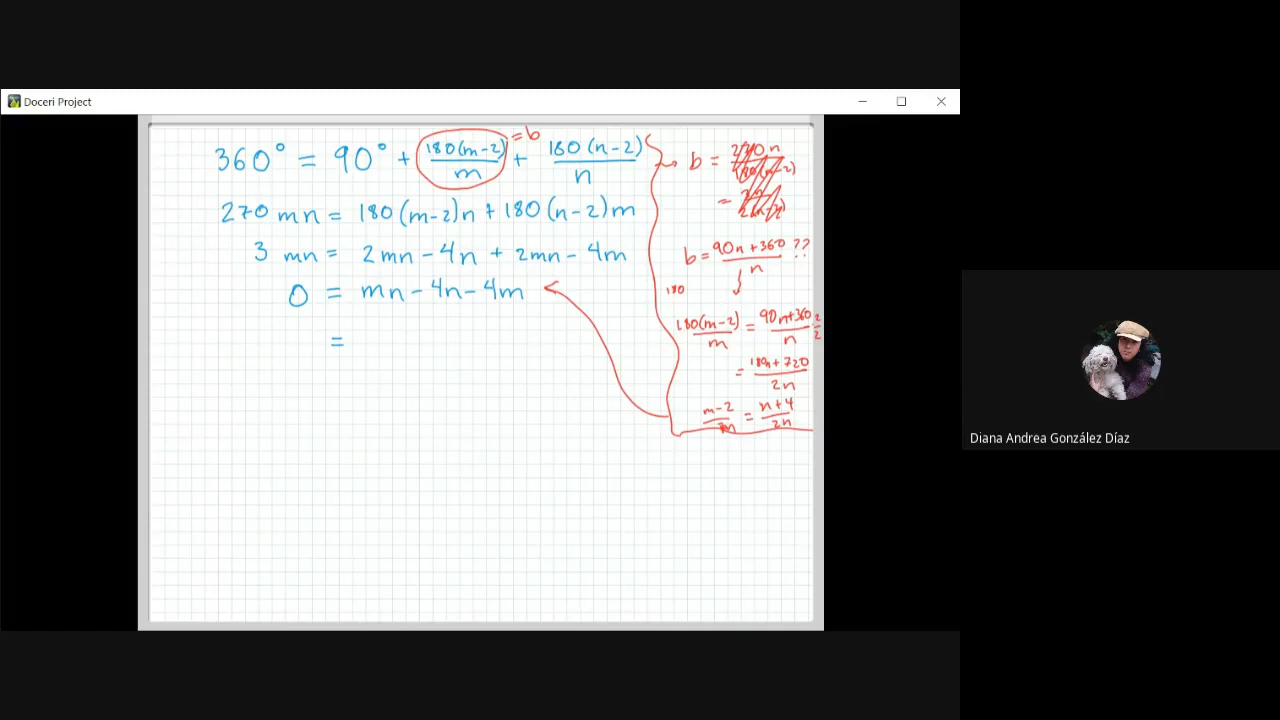 Doceri Project
360° = 90° + 180(m-2)/m + 180(n-2)/n
= b
270 mn = 180(m-2)n + 180(n-2)m
3 mn = 2mn - 4n + 2mn - 4m
0 = mn - 4n - 4m
=
b =
=
b = 90n+360/n ??
180
180(m-2)/m = 90n+360/n · 2/2
= 180n+720/2n
m-2/m = n+4/2n
Diana Andrea González Díaz